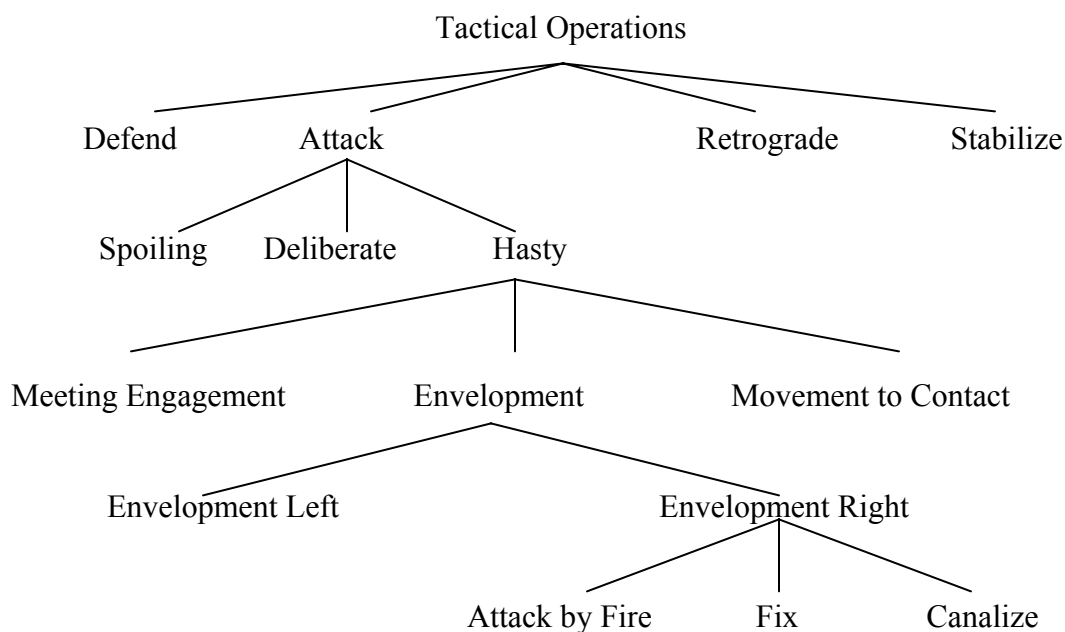 Tactical Operations
Defend Attack Retrograde Stabilize
Spoiling Deliberate Hasty
Meeting Engagement Envelopment Movement to Contact
Envelopment Left Envelopment Right
Attack by Fire Fix Canalize